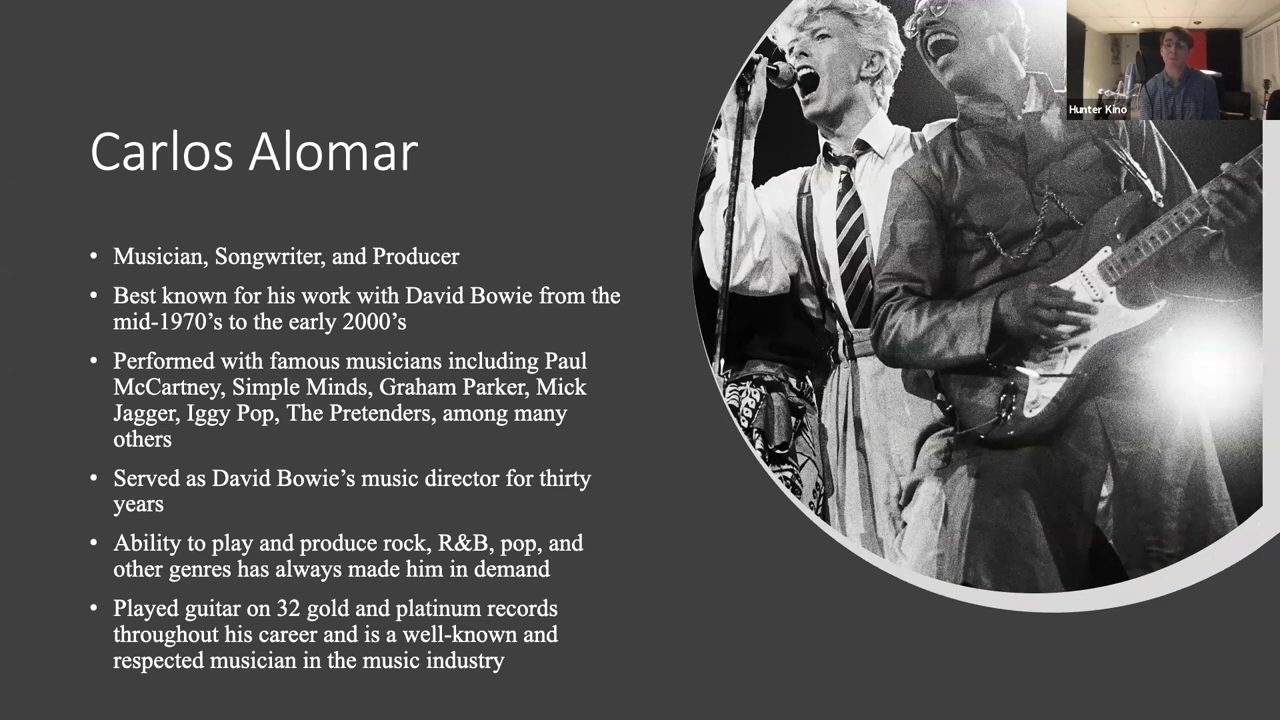 Hunter Kino
Carlos Alomar
• Musician, Songwriter, and Producer
• Best known for his work with David Bowie from the
mid-1970’s to the early 2000’s
• Performed with famous musicians including Paul
McCartney, Simple Minds, Graham Parker, Mick
Jagger, Iggy Pop, The Pretenders, among many
others
• Served as David Bowie’s music director for thirty
years
• Ability to play and produce rock, R&B, pop, and
other genres has always made him in demand
• Played guitar on 32 gold and platinum records
throughout his career and is a well-known and
respected musician in the music industry